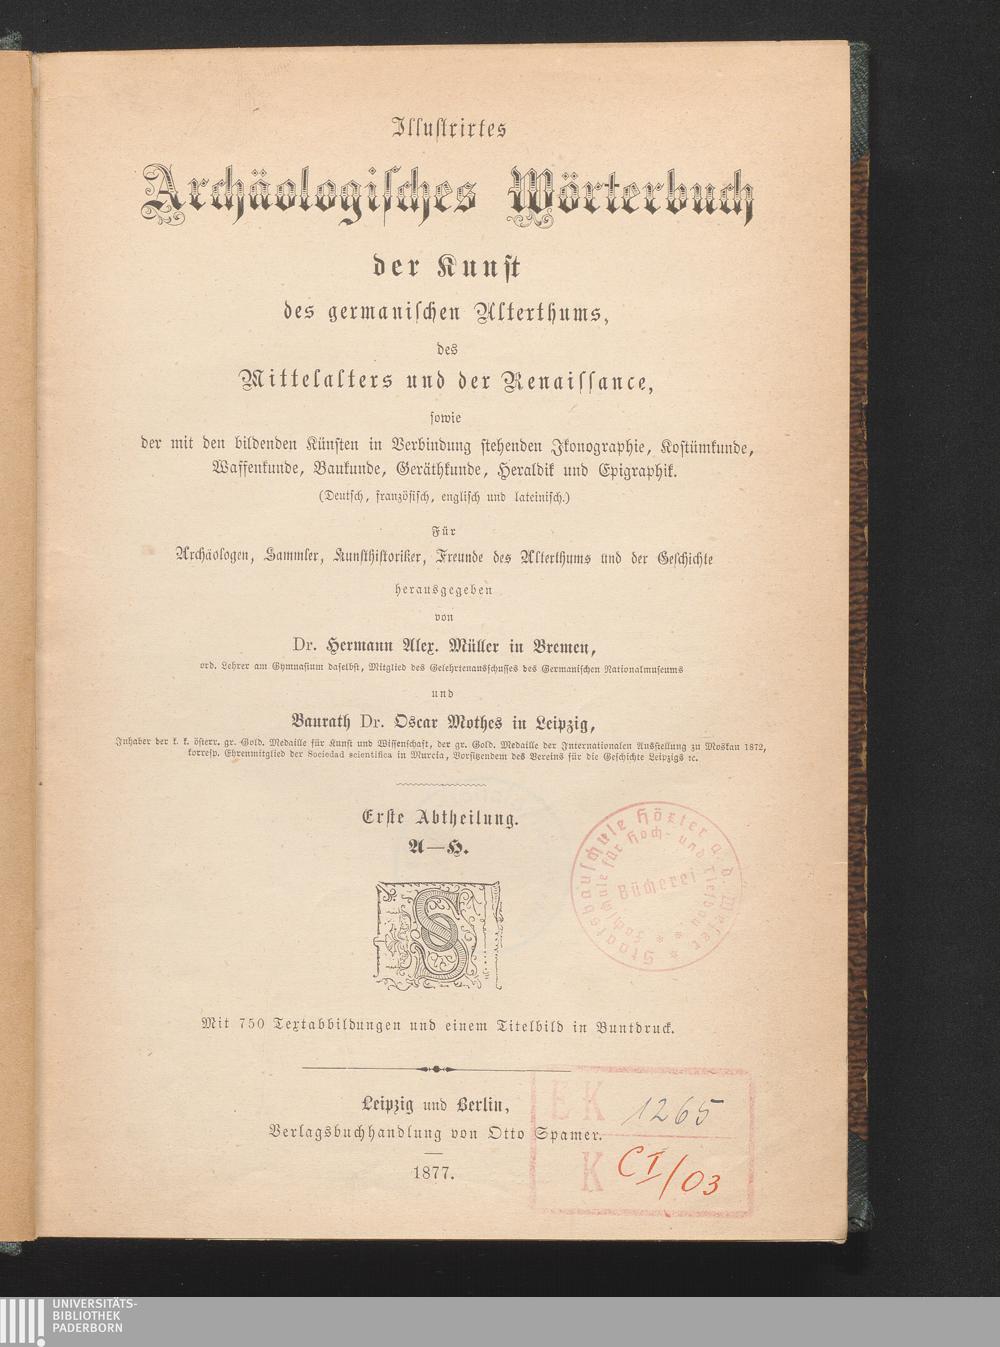 Illustrirtes
Archäologisches Wörterbuch
der Kunst
des germanischen Alterthums,
des
Mittelalters und der Renaissance,
sowie
der mit den bildenden Künsten in Verbindung stehenden Ikonographie, Kostümkunde,
Waffenkunde, Baukunde, Geräthkunde, Heraldik und Epigraphik.
(Deutsch, französisch, englisch und lateinisch.)
Für
Archäologen, Sammler, Kunsthistoriker, Freunde des Alterthums und der Geschichte
herausgegeben
von
Dr. Hermann Alex. Müller in Bremen,
ord. Lehrer am Gymnasium daselbst, Mitglied des Gelehrtenausschusses des Germanischen Nationalmuseums
und
Baurath Dr. Oscar Mothes in Leipzig,
Inhaber der k. k. österr. gr. Gold. Medaille für Kunst und Wissenschaft, der gr. Gold. Medaille der Internationalen Ausstellung zu Moskau 1872,
korresp. Ehrenmitglied der Sociedad scientifica in Murcia, Vorsitzendem des Vereins für die Geschichte Leipzigs ꝛc.
Erste Abtheilung.
A—H.
Staatsbauschule Höxter a. d. Weser
Fachschule für Hoch- und Tiefbau
Bücherei
Mit 750 Textabbildungen und einem Titelbild in Buntdruck.
Leipzig und Berlin,
Verlagsbuchhandlung von Otto Spamer.
1877.
EK 1265
K CI/03
UNIVERSITÄTS-
BIBLIOTHEK
PADERBORN